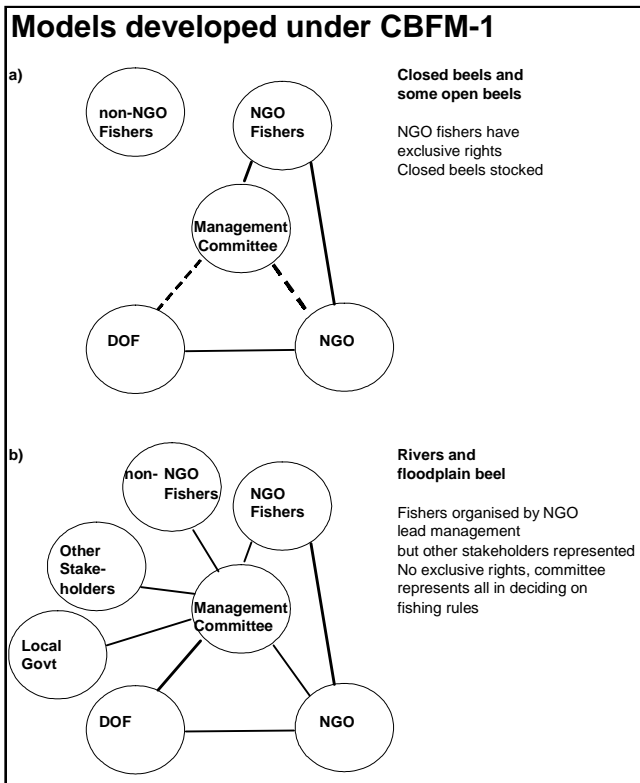 Models developed under CBFM-1
a)
non-NGO
Fishers
NGO
Fishers
Management
Committee
DOF
NGO
Closed beels and
some open beels
NGO fishers have
exclusive rights
Closed beels stocked
b)
non- NGO
Fishers
NGO
Fishers
Other
Stake-
holders
Management
Committee
Local
Govt
DOF
NGO
Rivers and
floodplain beel
Fishers organised by NGO
lead management
but other stakeholders represented
No exclusive rights, committee
represents all in deciding on
fishing rules